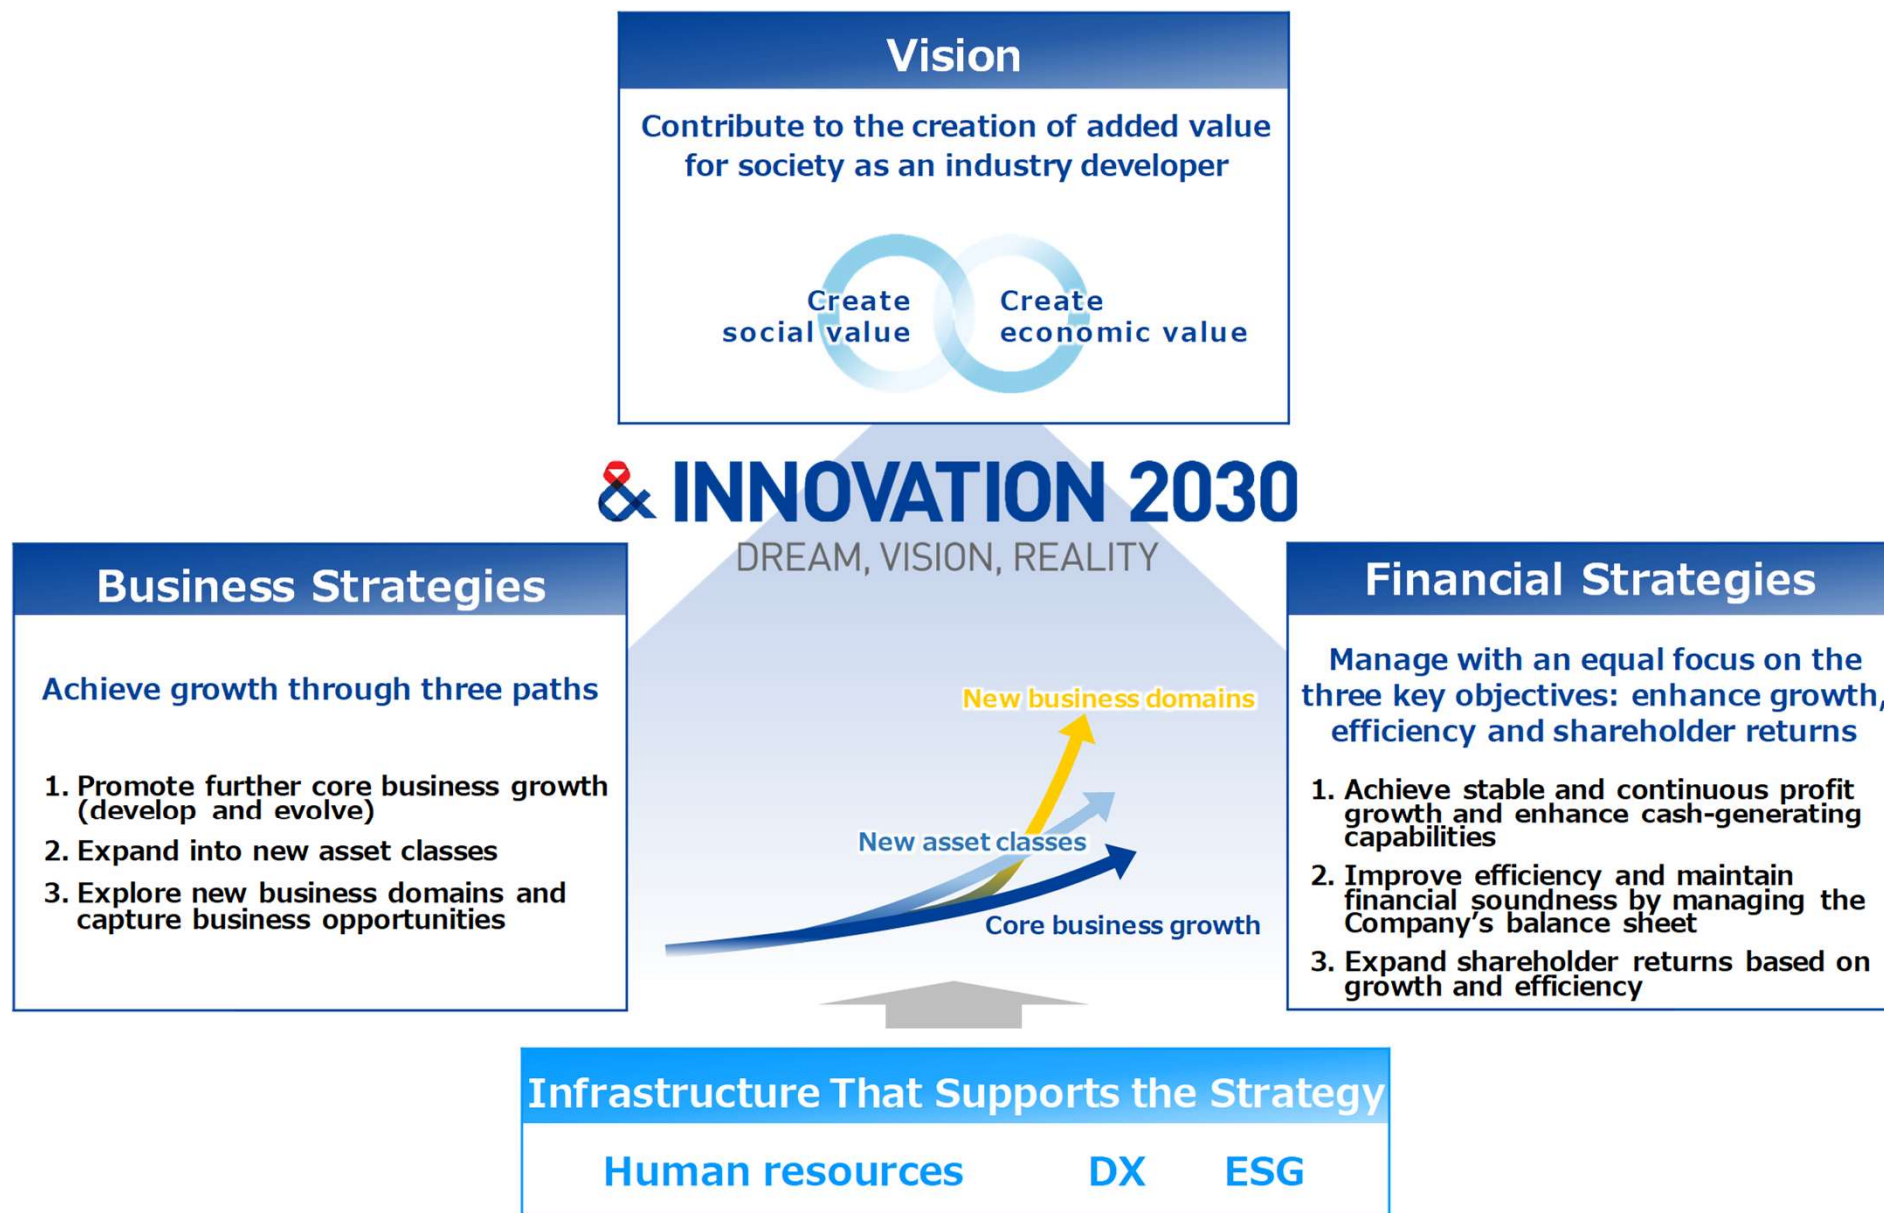 Vision
Contribute to the creation of added value
for society as an industry developer
Create
social value
Create
economic value
& INNOVATION 2030
DREAM, VISION, REALITY
Business Strategies
Achieve growth through three paths
1. Promote further core business growth
(develop and evolve)
2. Expand into new asset classes
3. Explore new business domains and
capture business opportunities
New business domains
New asset classes
Core business growth
Financial Strategies
Manage with an equal focus on the
three key objectives: enhance growth,
efficiency and shareholder returns
1. Achieve stable and continuous profit
growth and enhance cash-generating
capabilities
2. Improve efficiency and maintain
financial soundness by managing the
Company’s balance sheet
3. Expand shareholder returns based on
growth and efficiency
Infrastructure That Supports the Strategy
Human resources DX ESG